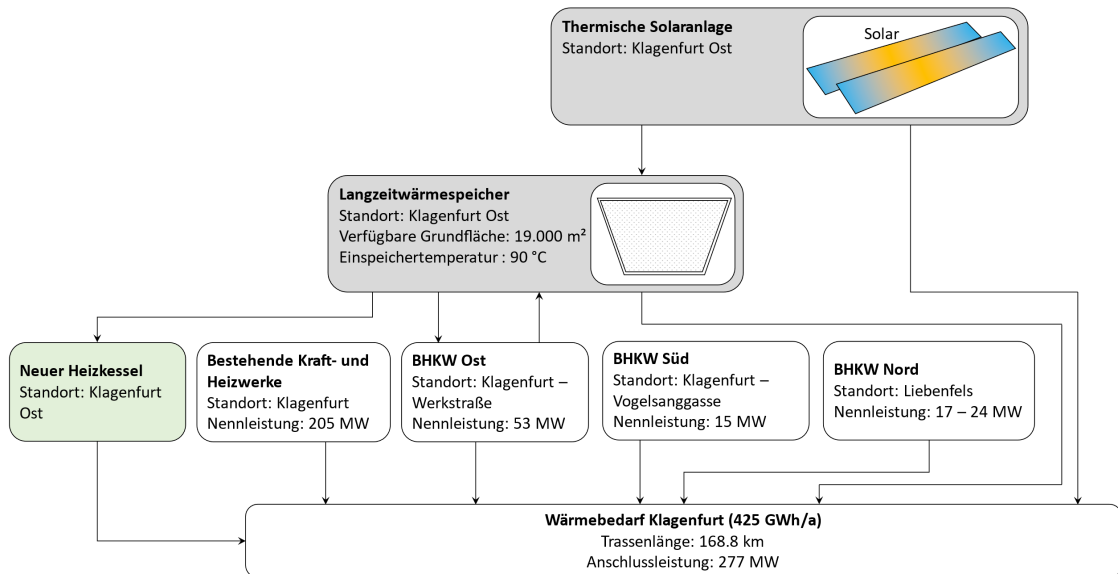 Thermische Solaranlage
Standort: Klagenfurt Ost
Solar
Langzeitwärmespeicher
Standort: Klagenfurt Ost
Verfügbare Grundfläche: 19.000 m²
Einspeichertemperatur : 90 °C
Neuer Heizkessel
Standort: Klagenfurt
Ost
Bestehende Kraft- und
Heizwerke
Standort: Klagenfurt
Nennleistung: 205 MW
BHKW Ost
Standort: Klagenfurt –
Werkstraße
Nennleistung: 53 MW
BHKW Süd
Standort: Klagenfurt –
Vogelsanggasse
Nennleistung: 15 MW
BHKW Nord
Standort: Liebenfels
Nennleistung: 17 – 24 MW
Wärmebedarf Klagenfurt (425 GWh/a)
Trassenlänge: 168.8 km
Anschlussleistung: 277 MW